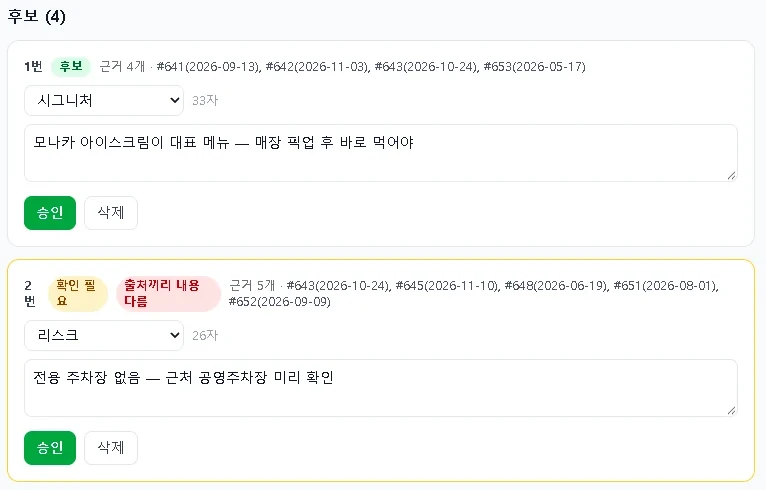 후보 (4)
1번 후보 근거 4개 · #641(2026-09-13), #642(2026-11-03), #643(2026-10-24), #653(2026-05-17)
시그니처 33자
모나카 아이스크림이 대표 메뉴 — 매장 픽업 후 바로 먹어야
승인 삭제
2번 확인 필요 출처끼리 내용 다름 근거 5개 · #643(2026-10-24), #645(2026-11-10), #648(2026-06-19), #651(2026-08-01),
#652(2026-09-09)
리스크 26자
전용 주차장 없음 — 근처 공영주차장 미리 확인
승인 삭제